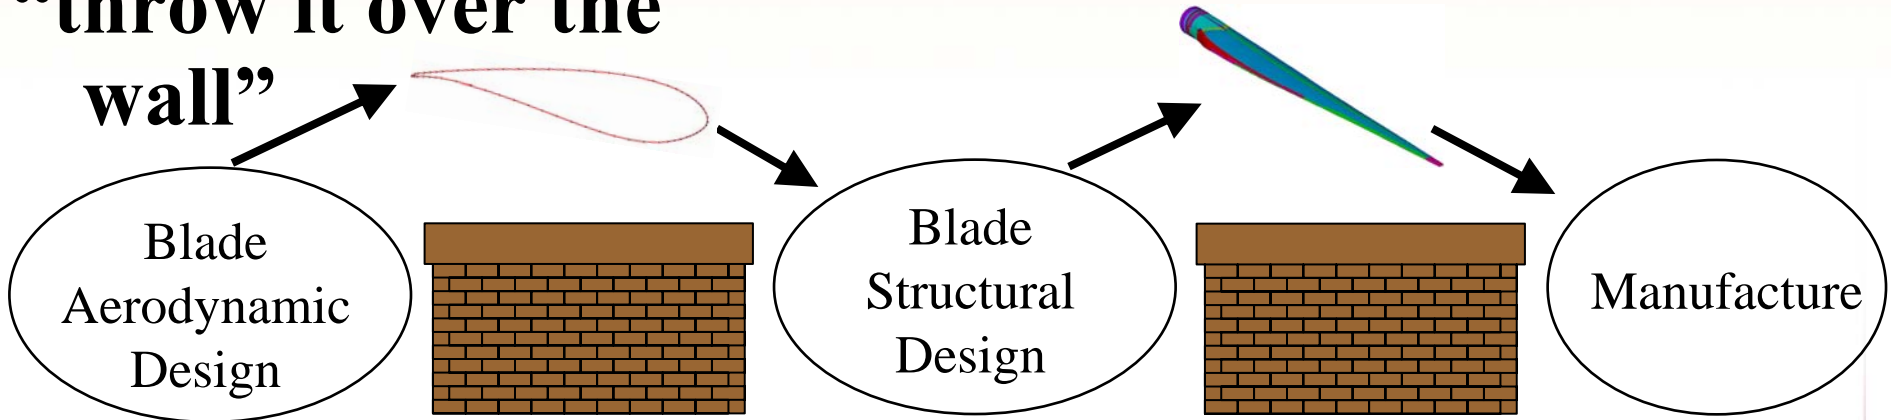 “throw it over the
wall”
Blade
Aerodynamic
Design
Blade
Structural
Design
Manufacture